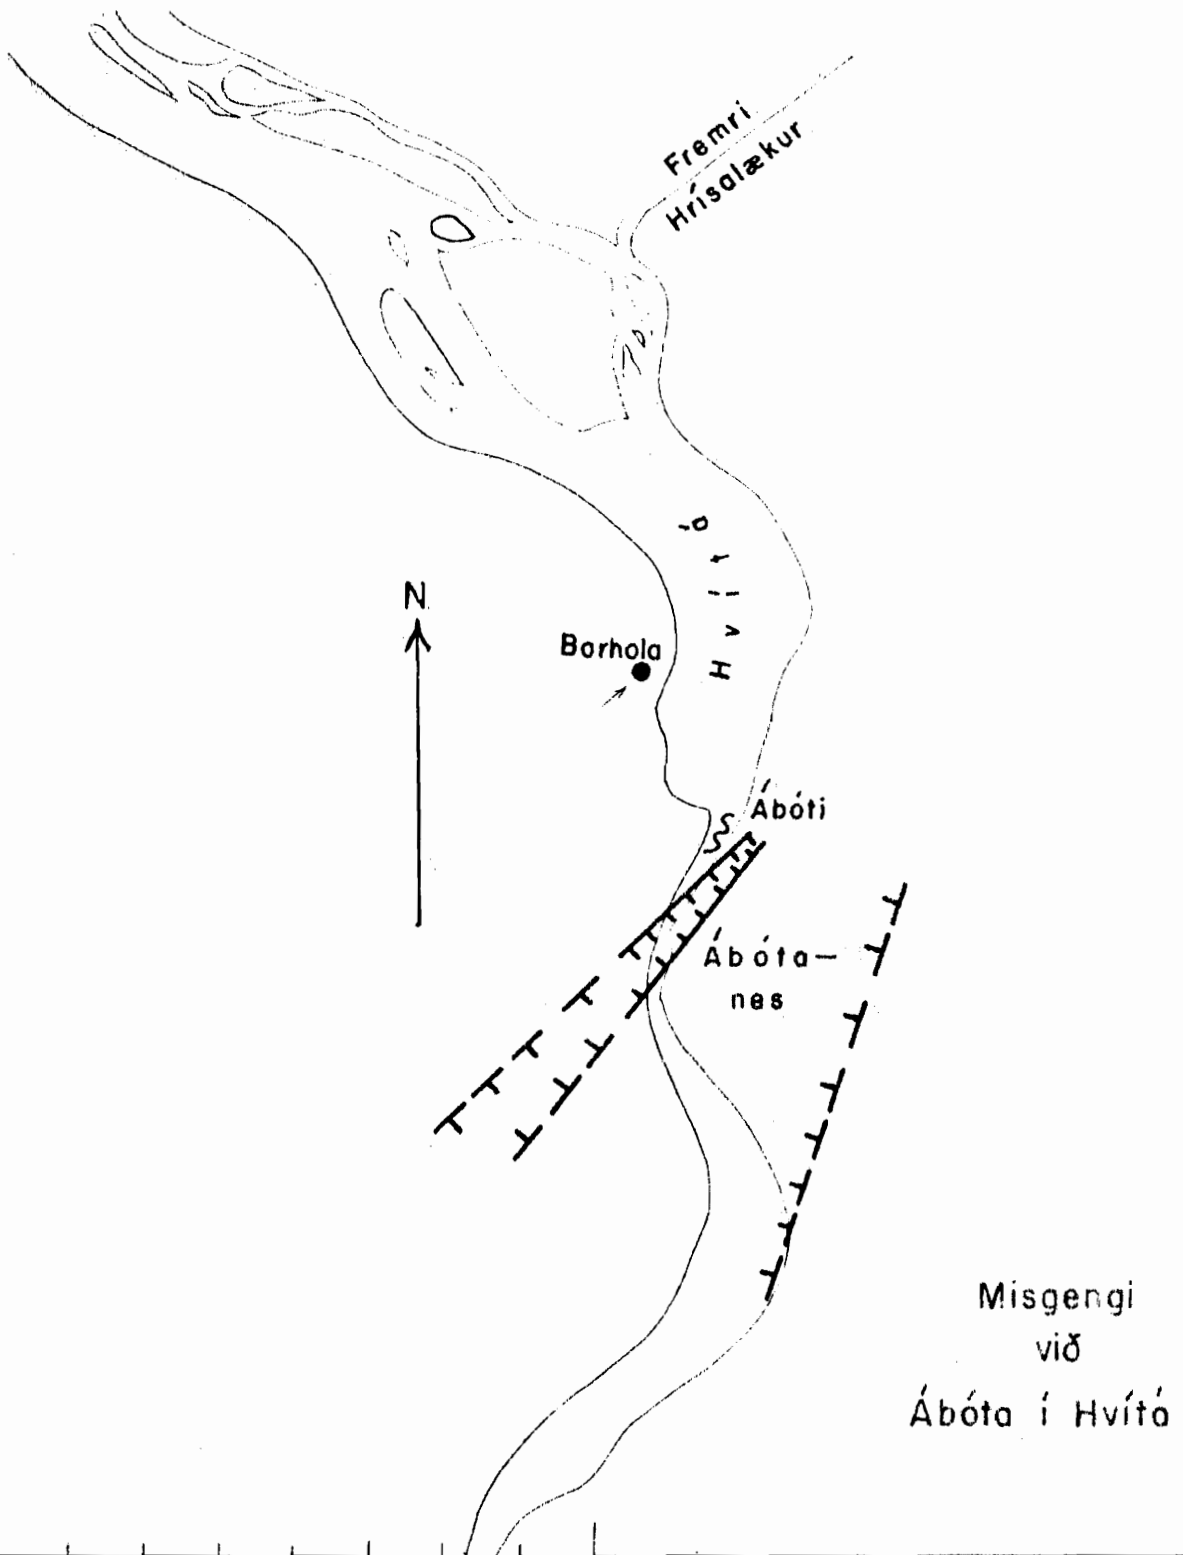 Fremri
Hrísalækur
Hvítá
N
Borhola
Ábóti
Ábóta-
nes
Misgengi
við
Ábóta í Hvítá